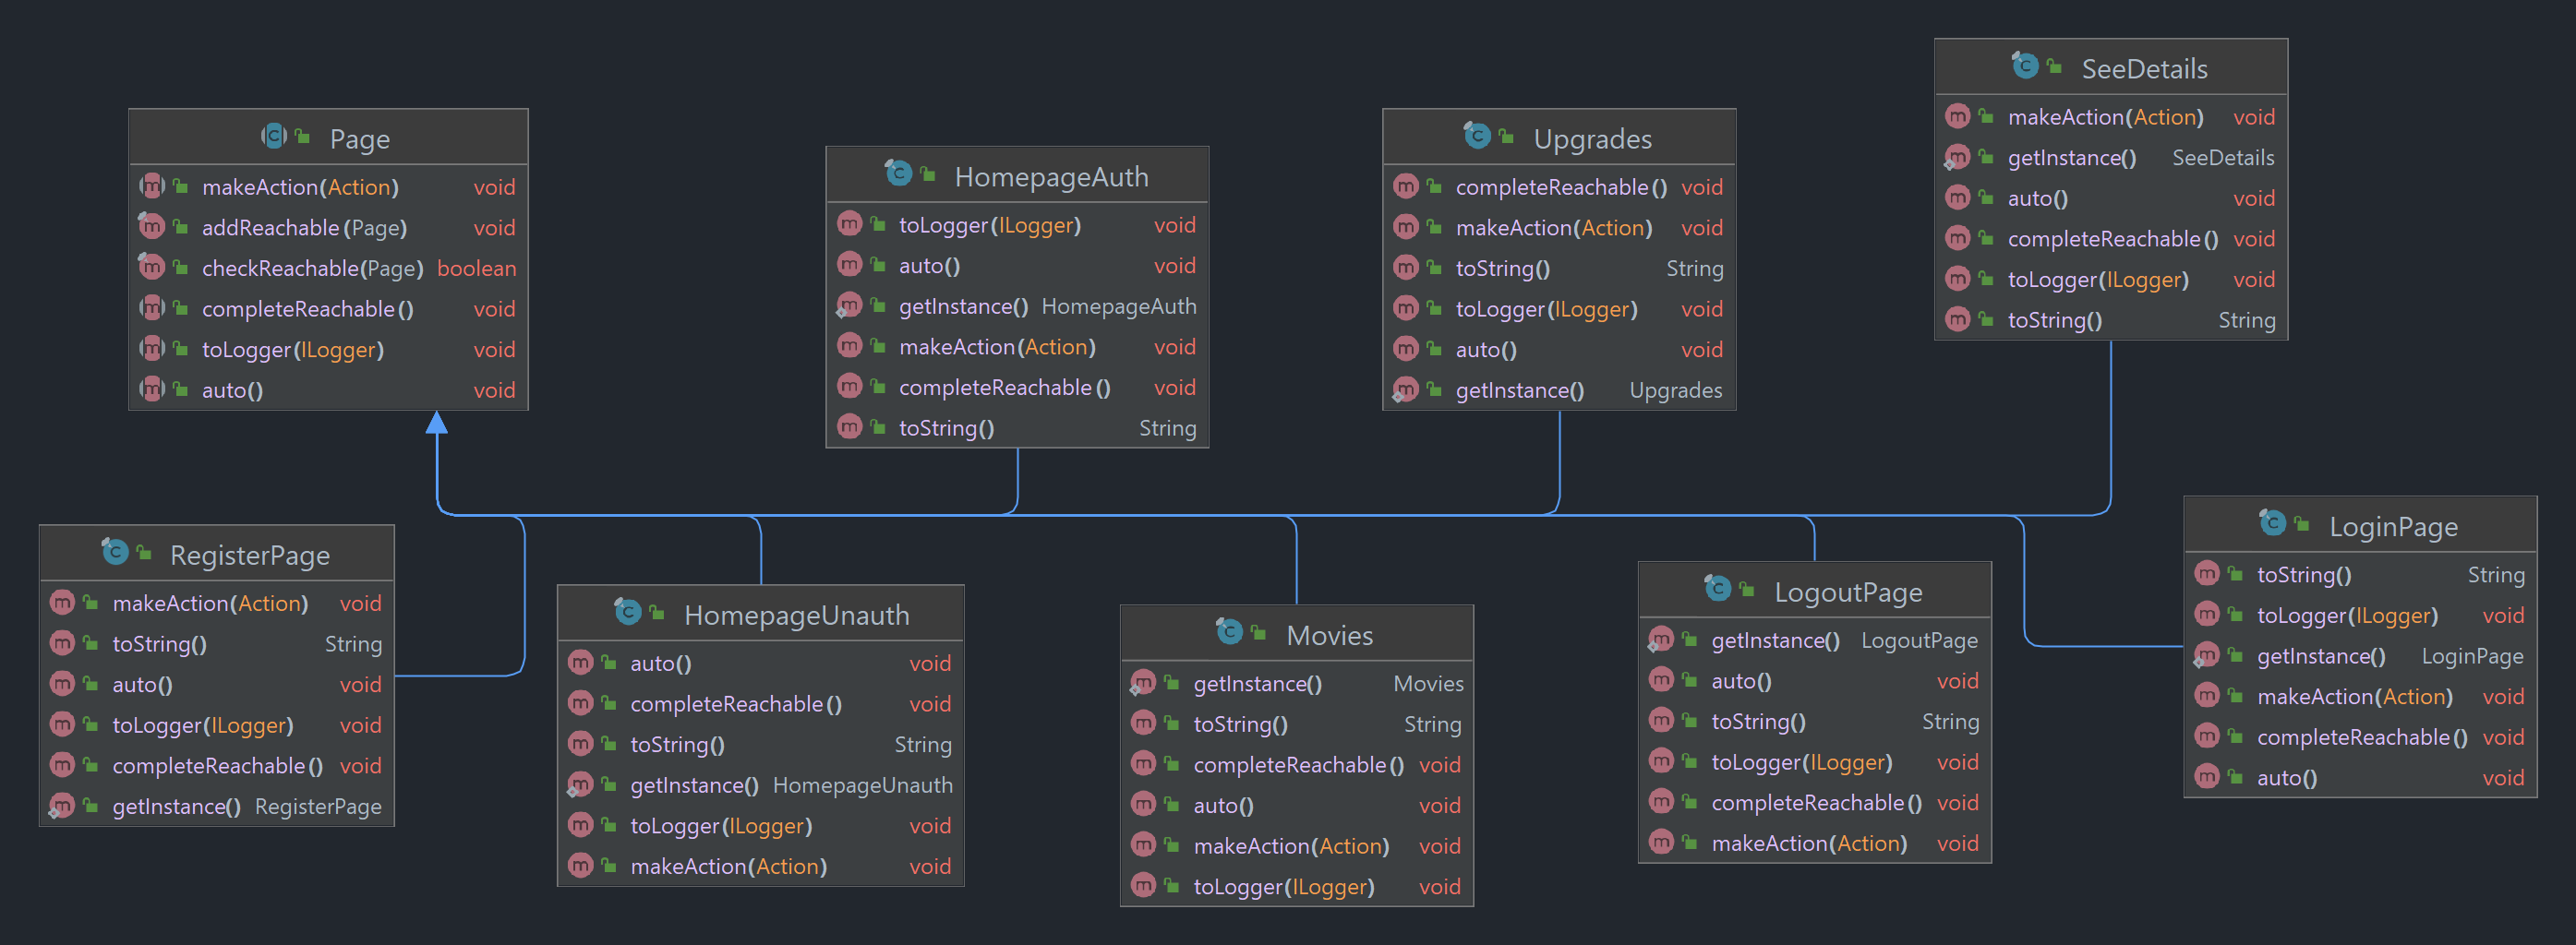 Page
makeAction(Action) void
addReachable(Page) void
checkReachable(Page) boolean
completeReachable() void
toLogger(ILogger) void
auto() void
HomepageAuth
toLogger(ILogger) void
auto() void
getInstance() HomepageAuth
makeAction(Action) void
completeReachable() void
toString() String
Upgrades
completeReachable() void
makeAction(Action) void
toString() String
toLogger(ILogger) void
auto() void
getInstance() Upgrades
SeeDetails
makeAction(Action) void
getInstance() SeeDetails
auto() void
completeReachable() void
toLogger(ILogger) void
toString() String
RegisterPage
makeAction(Action) void
toString() String
auto() void
toLogger(ILogger) void
completeReachable() void
getInstance() RegisterPage
HomepageUnauth
auto() void
completeReachable() void
toString() String
getInstance() HomepageUnauth
toLogger(ILogger) void
makeAction(Action) void
Movies
getInstance() Movies
toString() String
completeReachable() void
auto() void
makeAction(Action) void
toLogger(ILogger) void
LogoutPage
getInstance() LogoutPage
auto() void
toString() String
toLogger(ILogger) void
completeReachable() void
makeAction(Action) void
LoginPage
toString() String
toLogger(ILogger) void
getInstance() LoginPage
makeAction(Action) void
completeReachable() void
auto() void